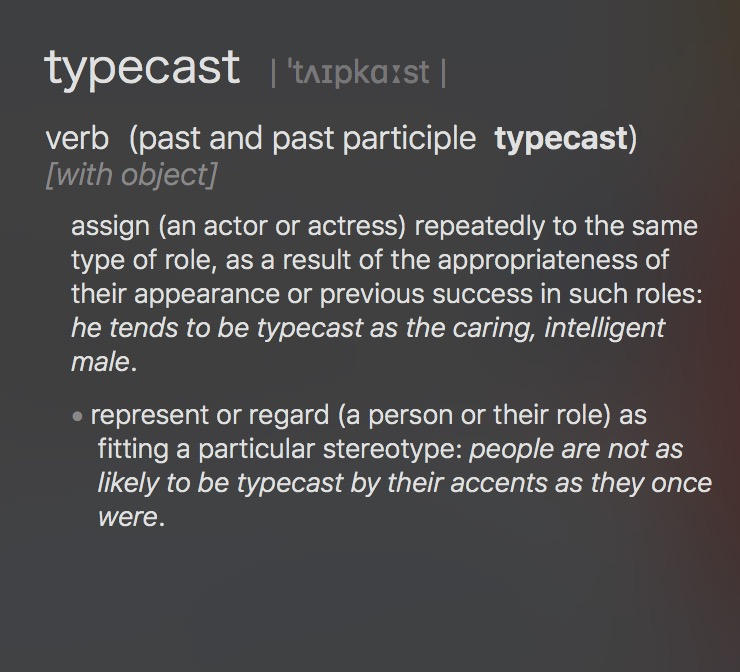 typecast | ˈtʌɪpkɑːst |
verb (past and past participle typecast)
[with object]
assign (an actor or actress) repeatedly to the same
type of role, as a result of the appropriateness of
their appearance or previous success in such roles:
he tends to be typecast as the caring, intelligent
male.
• represent or regard (a person or their role) as
fitting a particular stereotype: people are not as
likely to be typecast by their accents as they once
were.